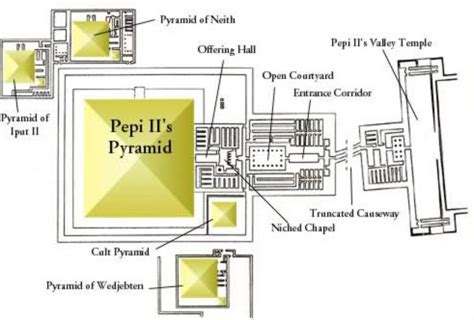 Pyramid of Neith
Offering Hall
Pepi II's Valley Temple
Open Courtyard
Entrance Corridor
Pyramid of
Iput II
Pepi II's
Pyramid
Niched Chapel
Truncated Causeway
Cult Pyramid
Pyramid of Wedjebten